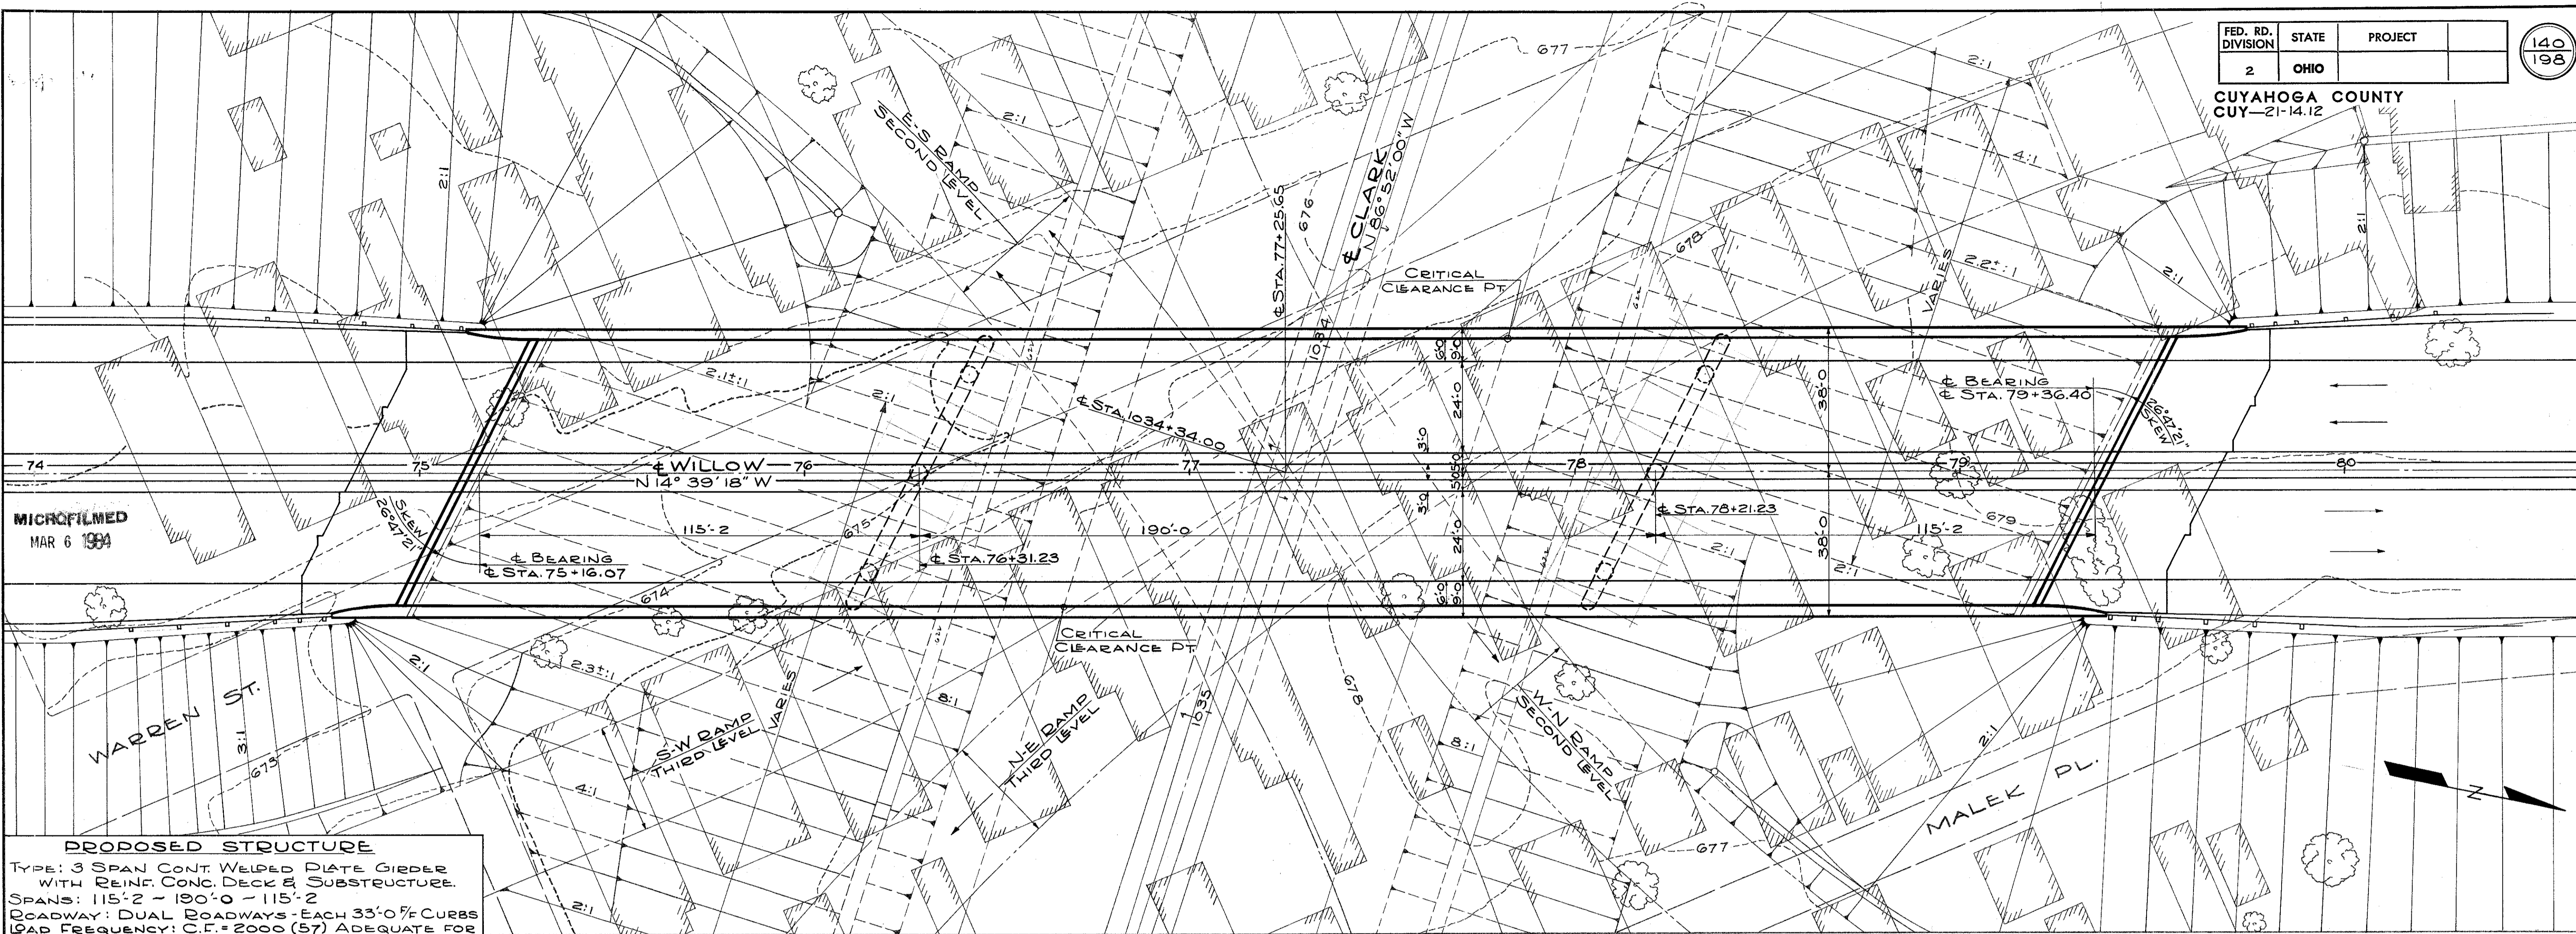 FED. RD. DIVISION STATE PROJECT
2 OHIO
140
198
CUYAHOGA COUNTY
CUY—21-14.12
677
2:1
2:1
E-S RAMP
SECOND LEVEL
2:1
676
℄ STA. 77+25.65
℄ CLARK
N 86° 52' 00" W
4:1
2:1
678
VARIES
2.2±:1
2:1
CRITICAL
CLEARANCE PT.
1034
2.1±:1
2:1
℄ STA. 1034+34.00
6'-0
9'-0
24'-0
3'-0
5'-0
5'-0
3'-0
24'-0
6'-0
9'-0
38'-0
38'-0
℄ BEARING
℄ STA. 79+36.40
26°47'21"
SKEW
74
75
℄ WILLOW
N 14° 39' 18" W
76
77
78
79
80
MICROFILMED
MAR 6 1984
SKEW
26°47'21"
115'-2
190'-0
115'-2
675
℄ STA. 78+21.23
679
℄ BEARING
℄ STA. 75+16.07
℄ STA. 76+31.23
2:1
2:1
674
CRITICAL
CLEARANCE PT.
2:1
2.3±:1
WARREN ST.
3:1
673
S-W RAMP
THIRD LEVEL
VARIES
8:1
4:1
2:1
N-E RAMP
THIRD LEVEL
1035
678
W-N RAMP
SECOND LEVEL
8:1
2:1
677
MALEK PL.
N
PROPOSED STRUCTURE
TYPE: 3 SPAN CONT. WELDED PLATE GIRDER
WITH REINF. CONC. DECK & SUBSTRUCTURE.
SPANS: 115'-2 ~ 190'-0 ~ 115'-2
ROADWAY: DUAL ROADWAYS - EACH 33'-0 F/F CURBS
LOAD FREQUENCY: C.F. = 2000 (57) ADEQUATE FOR